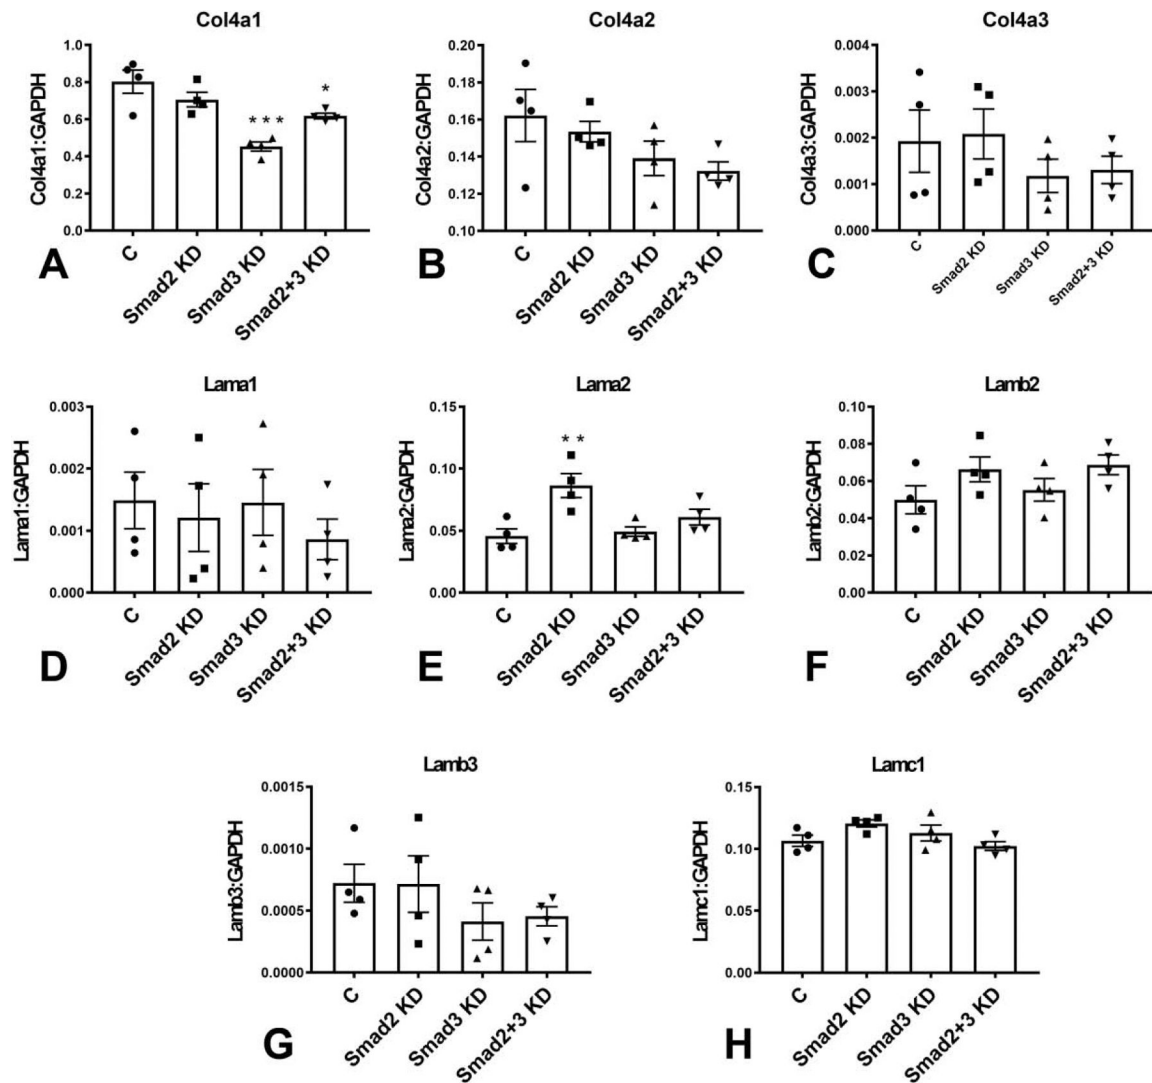 Col4a1
Col4a1:GAPDH
1.0
0.8
0.6
0.4
0.2
0.0
***
*
C
Smad2 KD
Smad3 KD
Smad2+3 KD
A
Col4a2
Col4a2:GAPDH
0.20
0.18
0.16
0.14
0.12
0.10
C
Smad2 KD
Smad3 KD
Smad2+3 KD
B
Col4a3
Col4a3:GAPDH
0.004
0.003
0.002
0.001
0.000
C
Smad2 KD
Smad3 KD
Smad2+3 KD
C
Lama1
Lama1:GAPDH
0.003
0.002
0.001
0.000
C
Smad2 KD
Smad3 KD
Smad2+3 KD
D
Lama2
Lama2:GAPDH
0.15
0.10
0.05
0.00
**
C
Smad2 KD
Smad3 KD
Smad2+3 KD
E
Lamb2
Lamb2:GAPDH
0.10
0.08
0.06
0.04
0.02
0.00
C
Smad2 KD
Smad3 KD
Smad2+3 KD
F
Lamb3
Lamb3:GAPDH
0.0015
0.0010
0.0005
0.0000
C
Smad2 KD
Smad3 KD
Smad2+3 KD
G
Lamc1
Lamc1:GAPDH
0.15
0.10
0.05
0.00
C
Smad2 KD
Smad3 KD
Smad2+3 KD
H